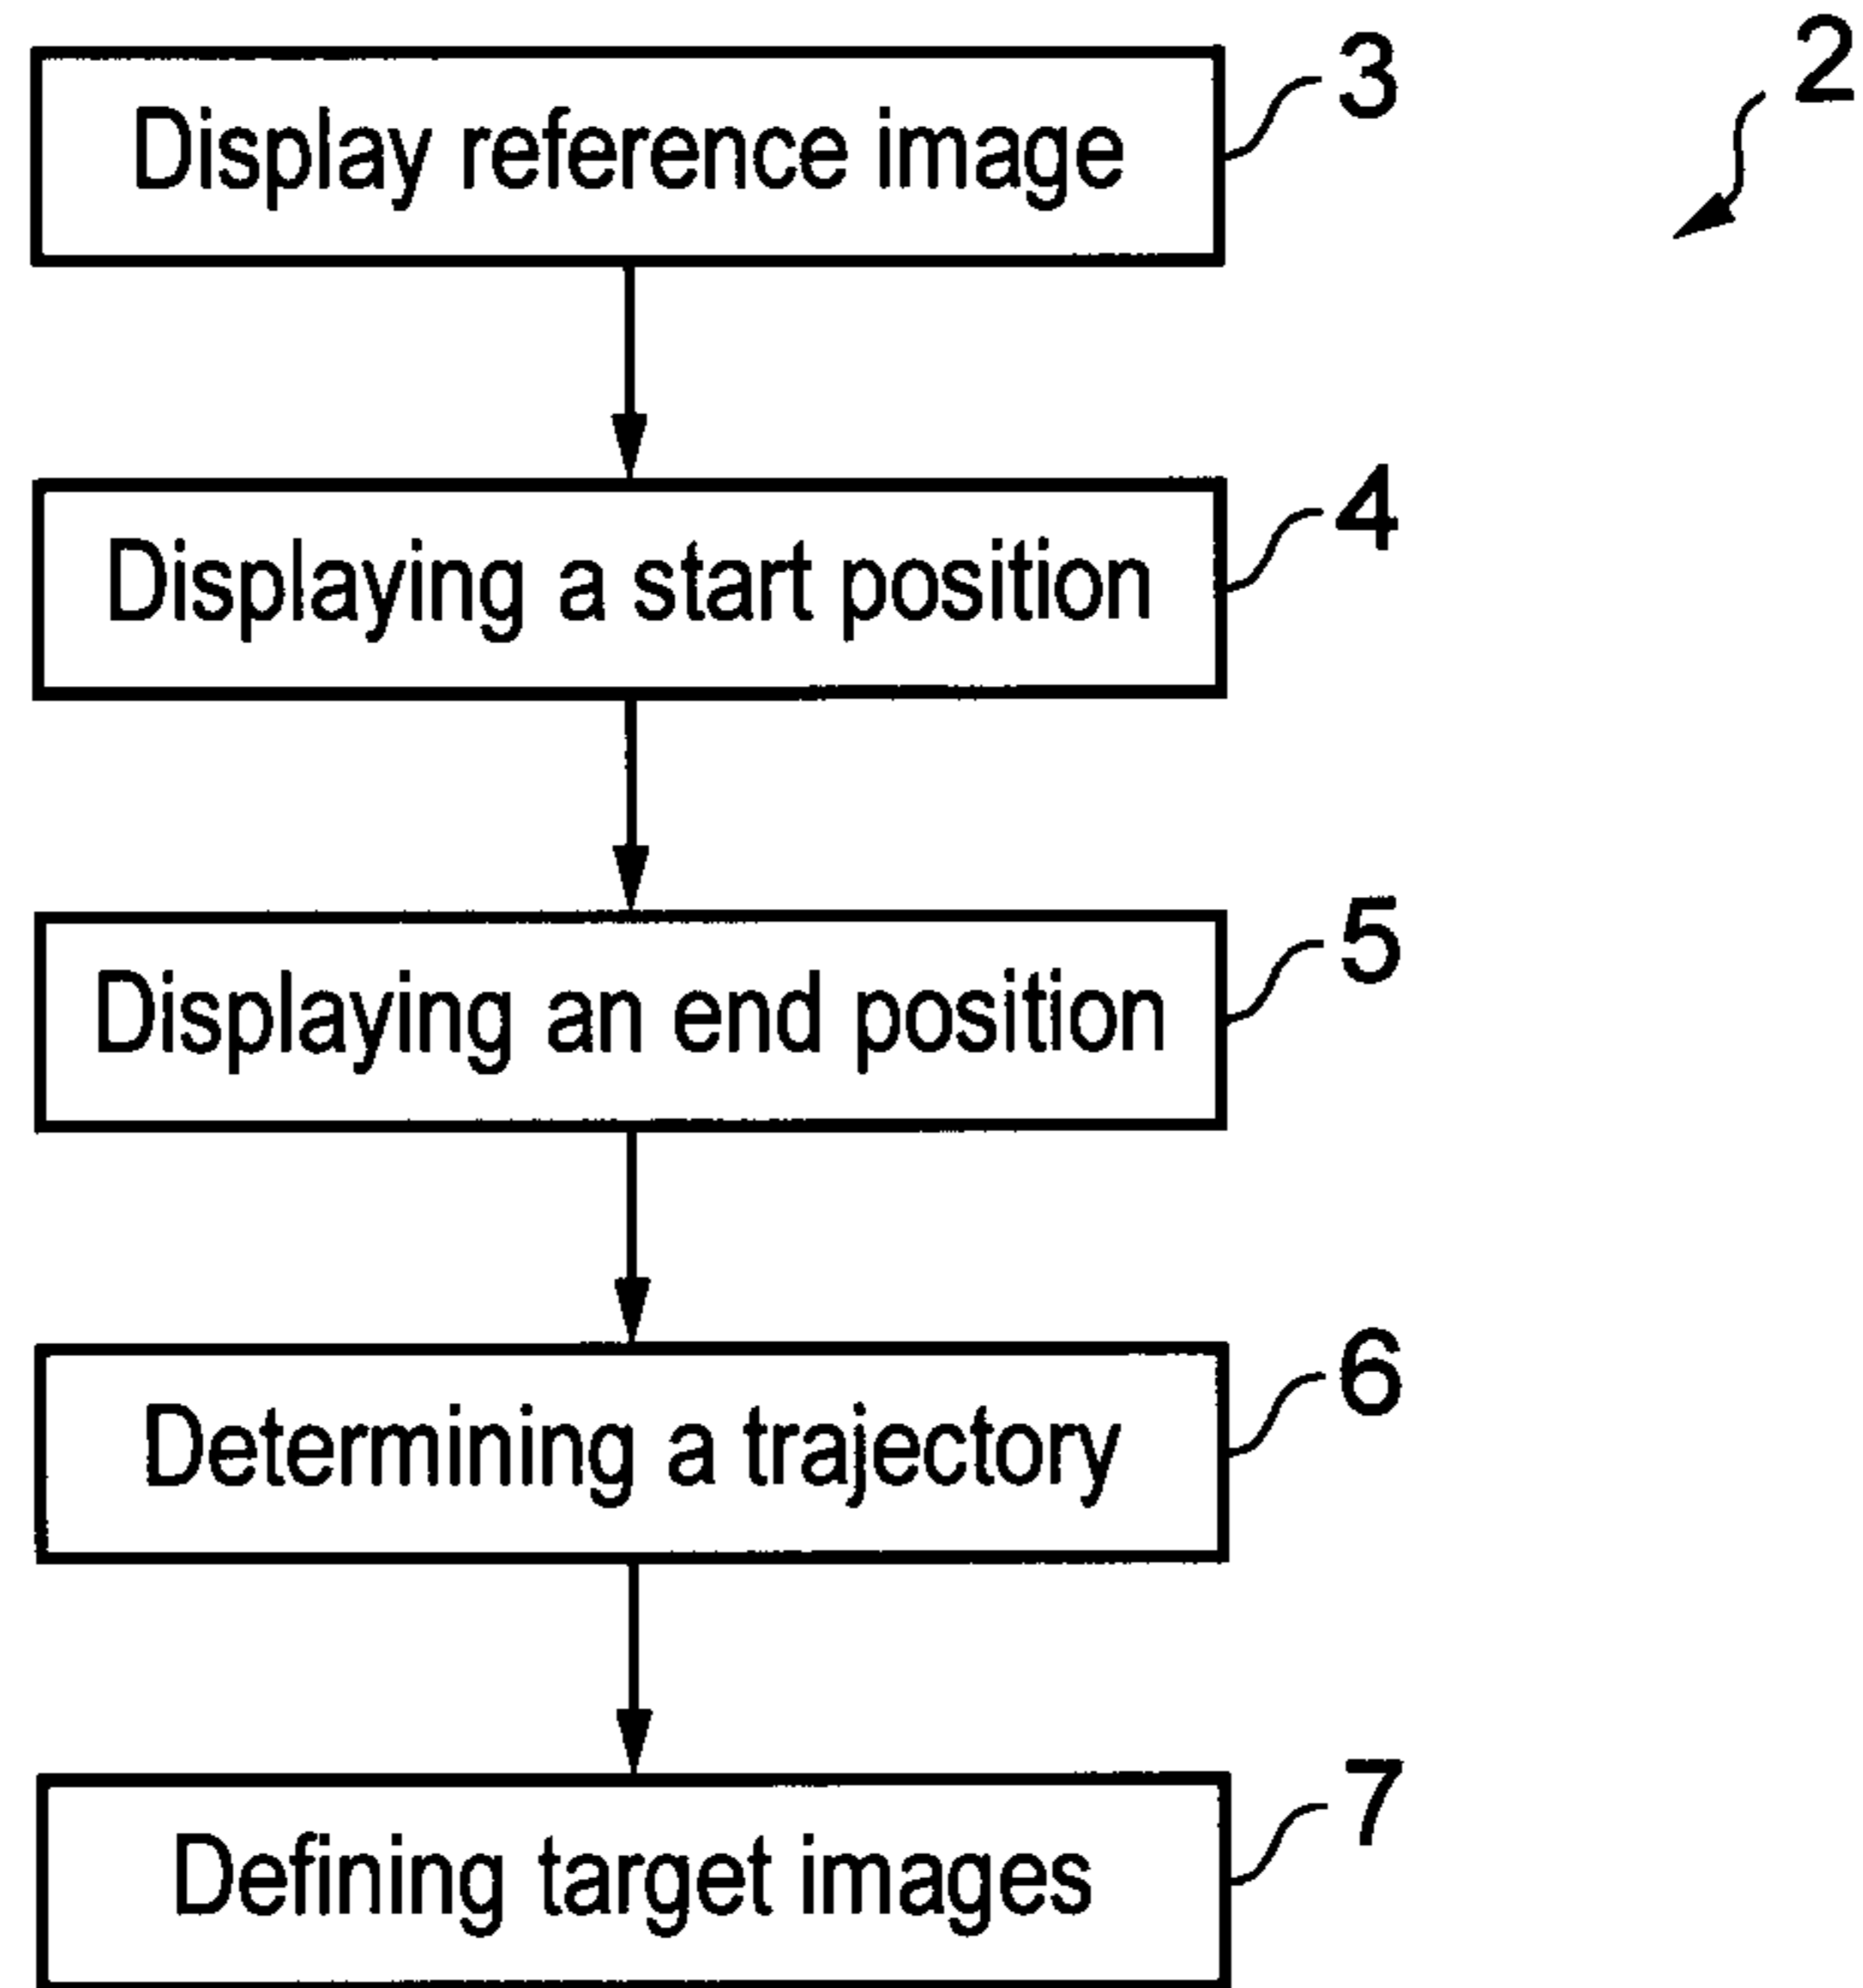 Display reference image 3
2
Displaying a start position 4
Displaying an end position 5
Determining a trajectory 6
Defining target images 7